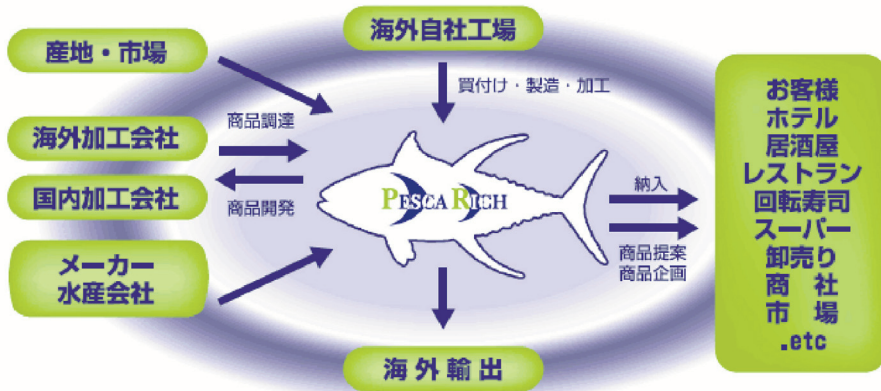 海外自社工場
産地・市場
買付け・製造・加工
商品調達
海外加工会社
国内加工会社
商品開発
メーカー
水産会社
PESCA RICH
納入
商品提案
商品企画
お客様
ホテル
居酒屋
レストラン
回転寿司
スーパー
卸売り
商　社
市　場
.etc
海外輸出